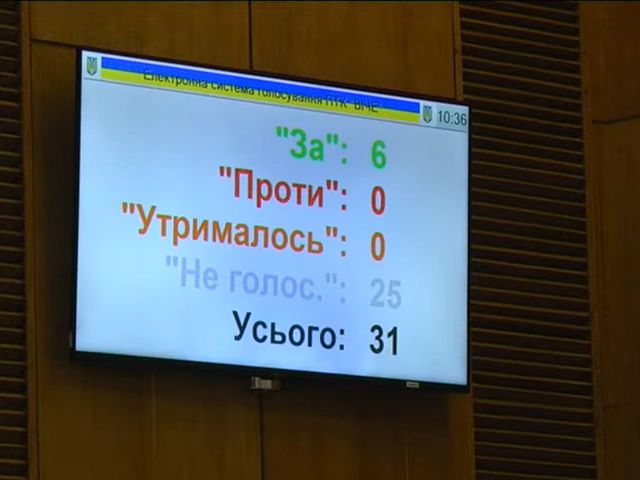 Електронна система голосування ПТК "ВІЧЕ"
10:36
"За": 6
"Проти": 0
"Утрималось": 0
"Не голос.": 25
Усього: 31